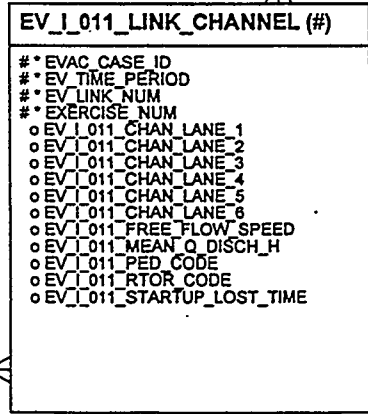 EV_I_011_LINK_CHANNEL (#)
# * EVAC_CASE_ID
# * EV_TIME_PERIOD
# * EV_LINK_NUM
# * EXERCISE_NUM
o EV_I_011_CHAN_LANE_1
o EV_I_011_CHAN_LANE_2
o EV_I_011_CHAN_LANE_3
o EV_I_011_CHAN_LANE_4
o EV_I_011_CHAN_LANE_5
o EV_I_011_CHAN_LANE_6
o EV_I_011_FREE_FLOW_SPEED
o EV_I_011_MEAN_Q_DISCH_H
o EV_I_011_PED_CODE
o EV_I_011_RTOR_CODE
o EV_I_011_STARTUP_LOST_TIME